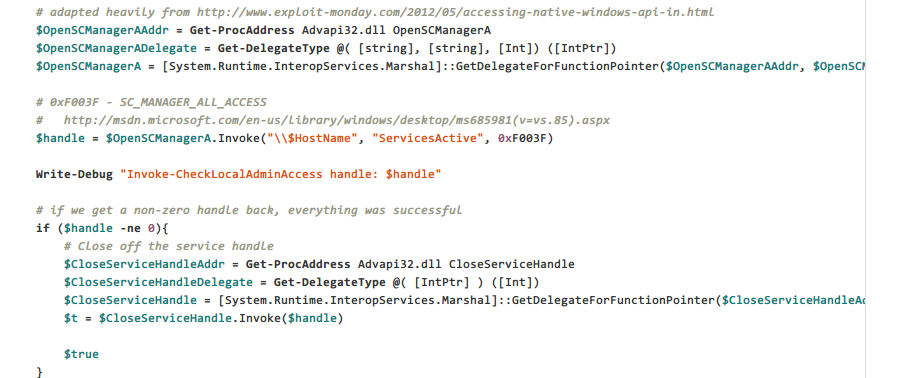 # adapted heavily from http://www.exploit-monday.com/2012/05/accessing-native-windows-api-in.html
$OpenSCManagerAAddr = Get-ProcAddress Advapi32.dll OpenSCManagerA
$OpenSCManagerADelegate = Get-DelegateType @( [string], [string], [Int]) ([IntPtr])
$OpenSCManagerA = [System.Runtime.InteropServices.Marshal]::GetDelegateForFunctionPointer($OpenSCManagerAAddr, $OpenSCM
# 0xF003F - SC_MANAGER_ALL_ACCESS
#   http://msdn.microsoft.com/en-us/library/windows/desktop/ms685981(v=vs.85).aspx
$handle = $OpenSCManagerA.Invoke("\\$HostName", "ServicesActive", 0xF003F)
Write-Debug "Invoke-CheckLocalAdminAccess handle: $handle"
# if we get a non-zero handle back, everything was successful
if ($handle -ne 0){
    # Close off the service handle
    $CloseServiceHandleAddr = Get-ProcAddress Advapi32.dll CloseServiceHandle
    $CloseServiceHandleDelegate = Get-DelegateType @( [IntPtr] ) ([Int])
    $CloseServiceHandle = [System.Runtime.InteropServices.Marshal]::GetDelegateForFunctionPointer($CloseServiceHandleAd
    $t = $CloseServiceHandle.Invoke($handle)
    $true
}